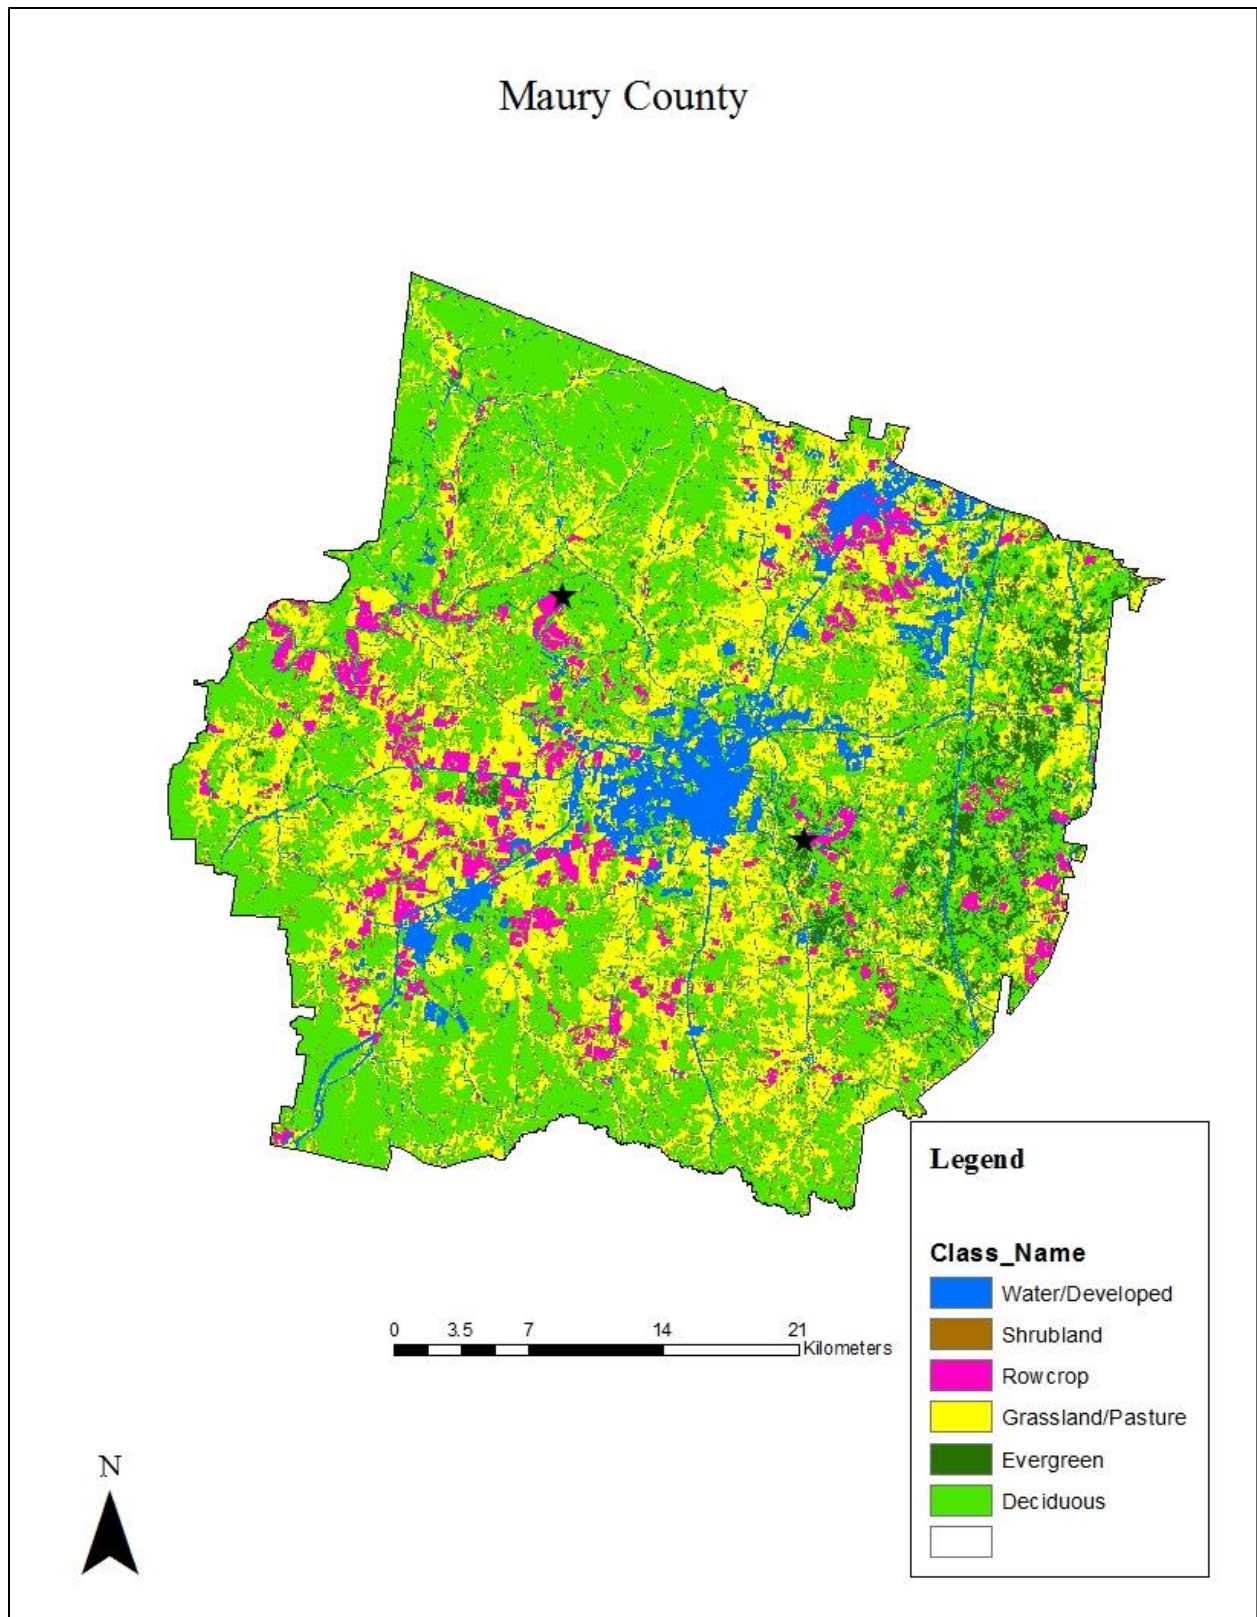 Maury County
Legend
Class_Name
Water/Developed
Shrubland
Rowcrop
Grassland/Pasture
Evergreen
Deciduous
0 3.5 7 14 21
Kilometers
N